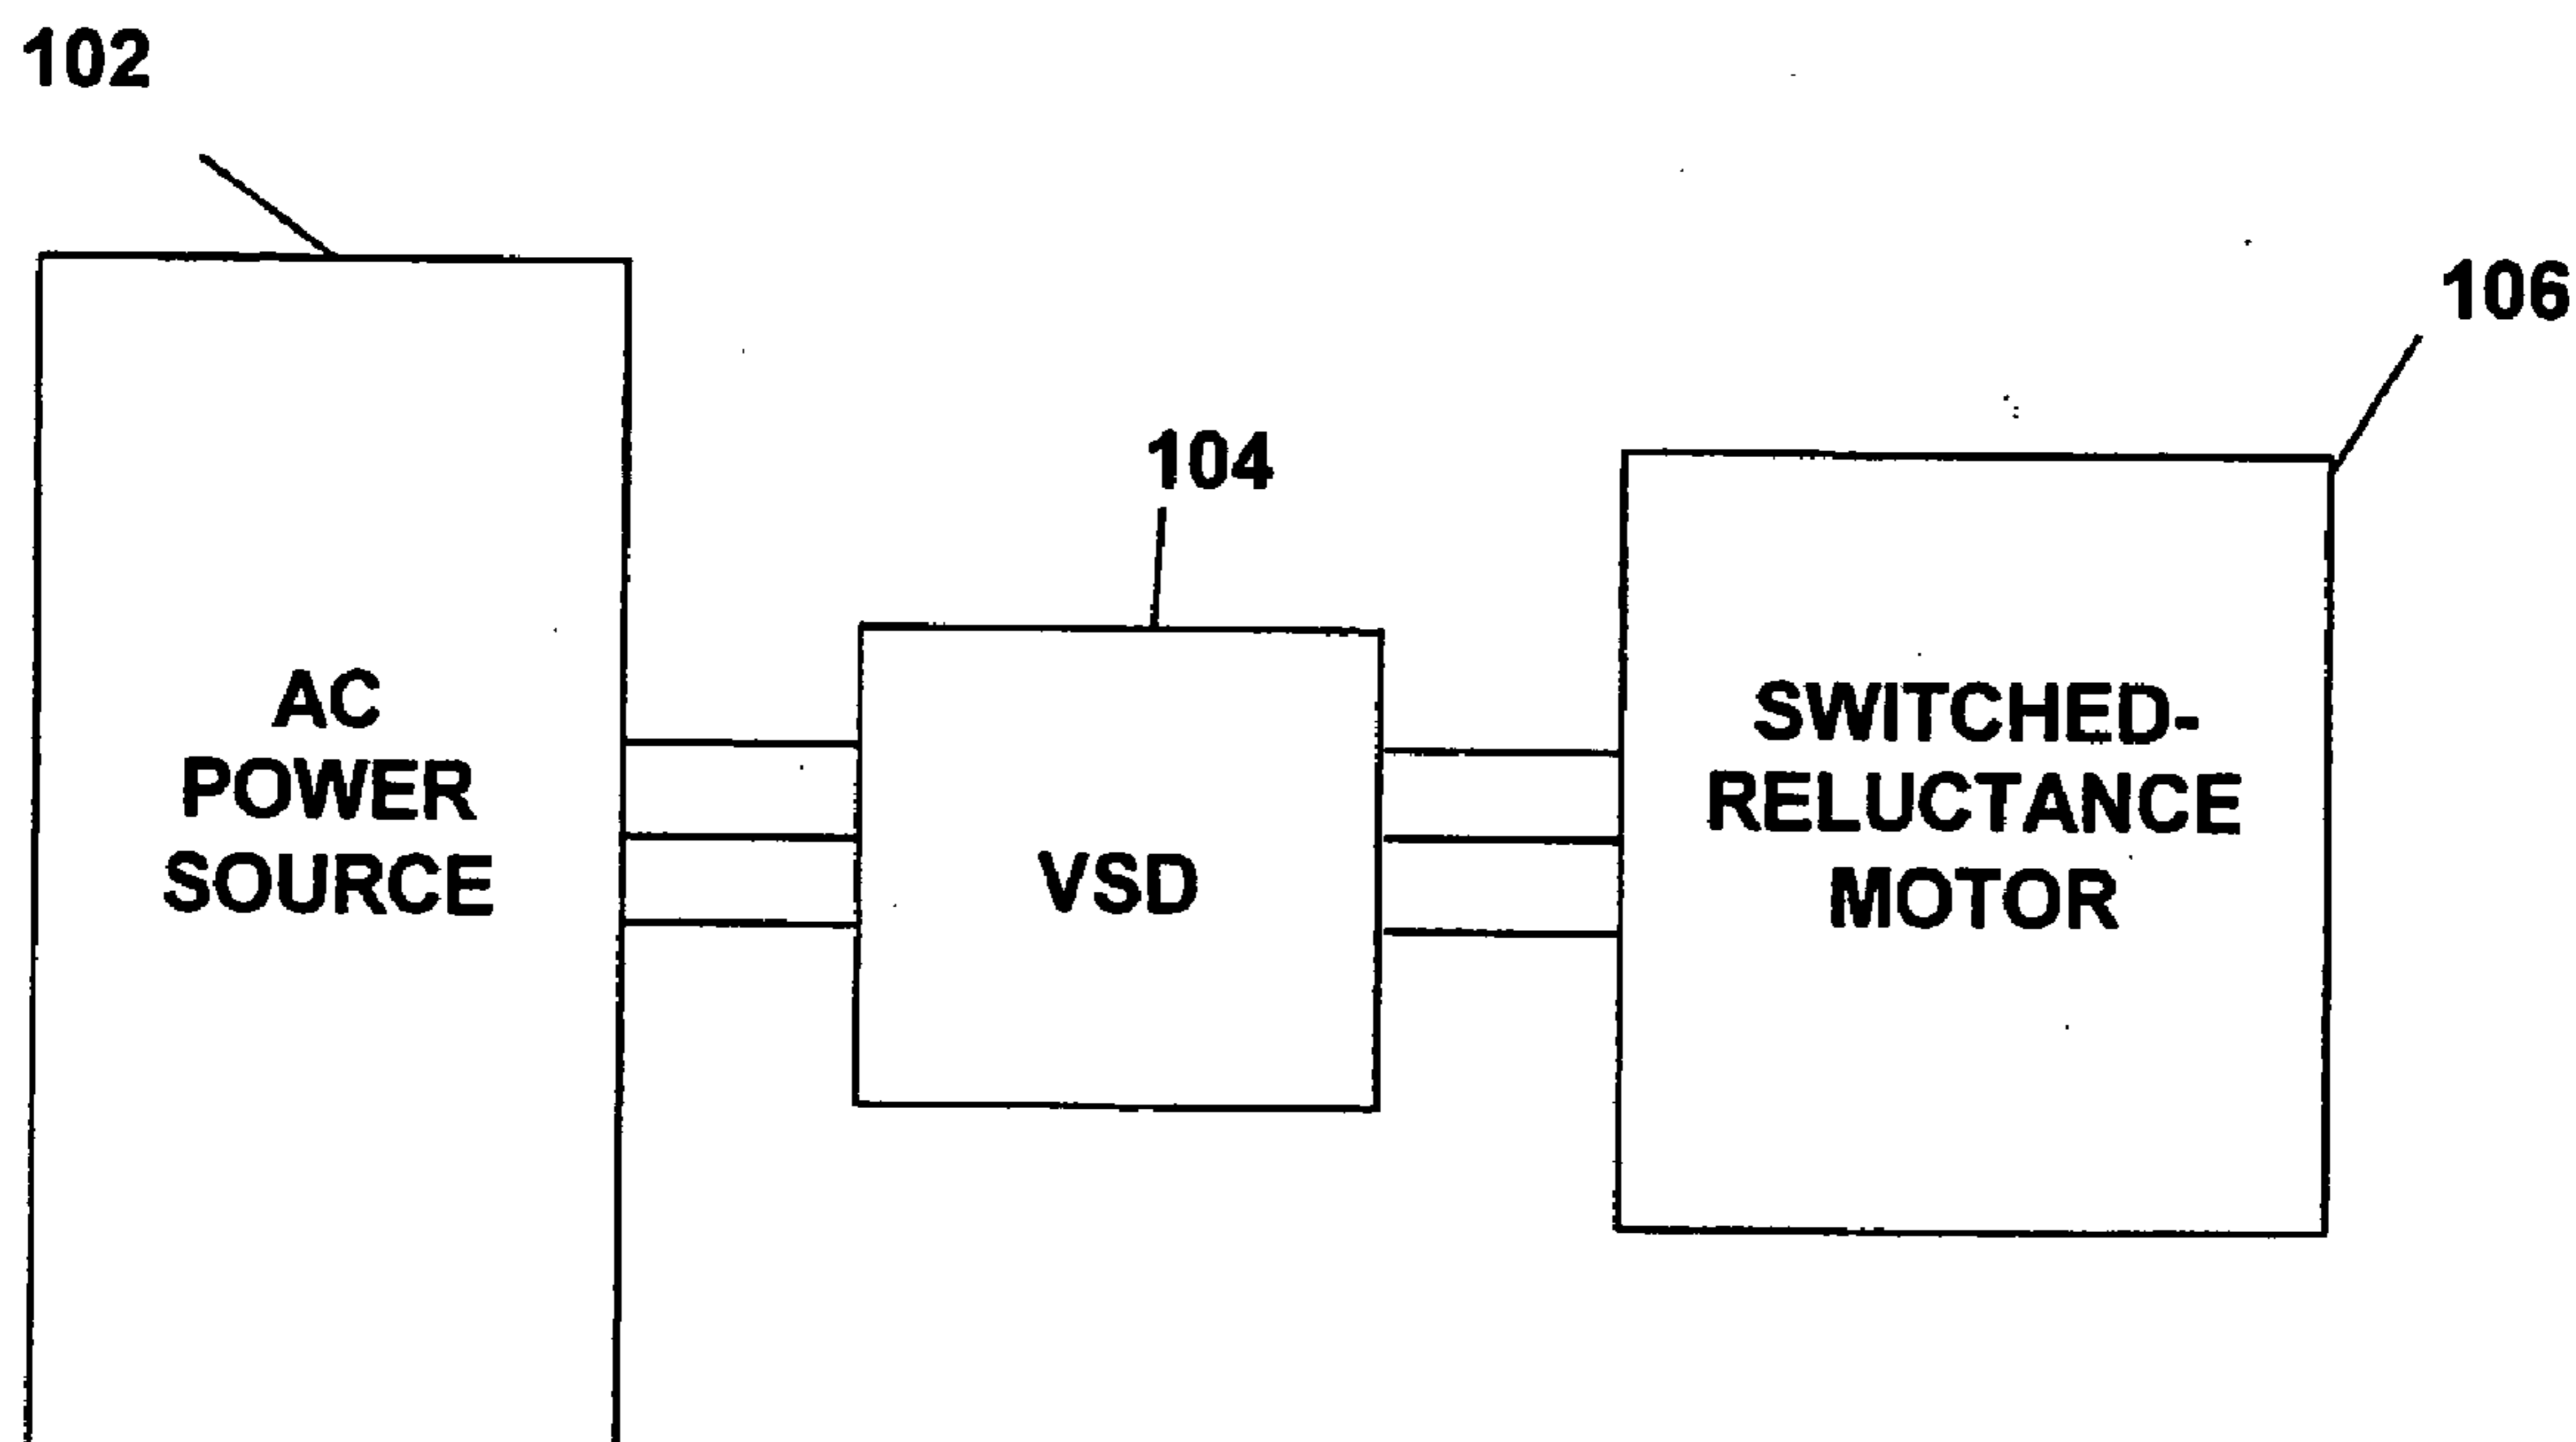 102
106
104
AC
POWER
SOURCE
VSD
SWITCHED-
RELUCTANCE
MOTOR